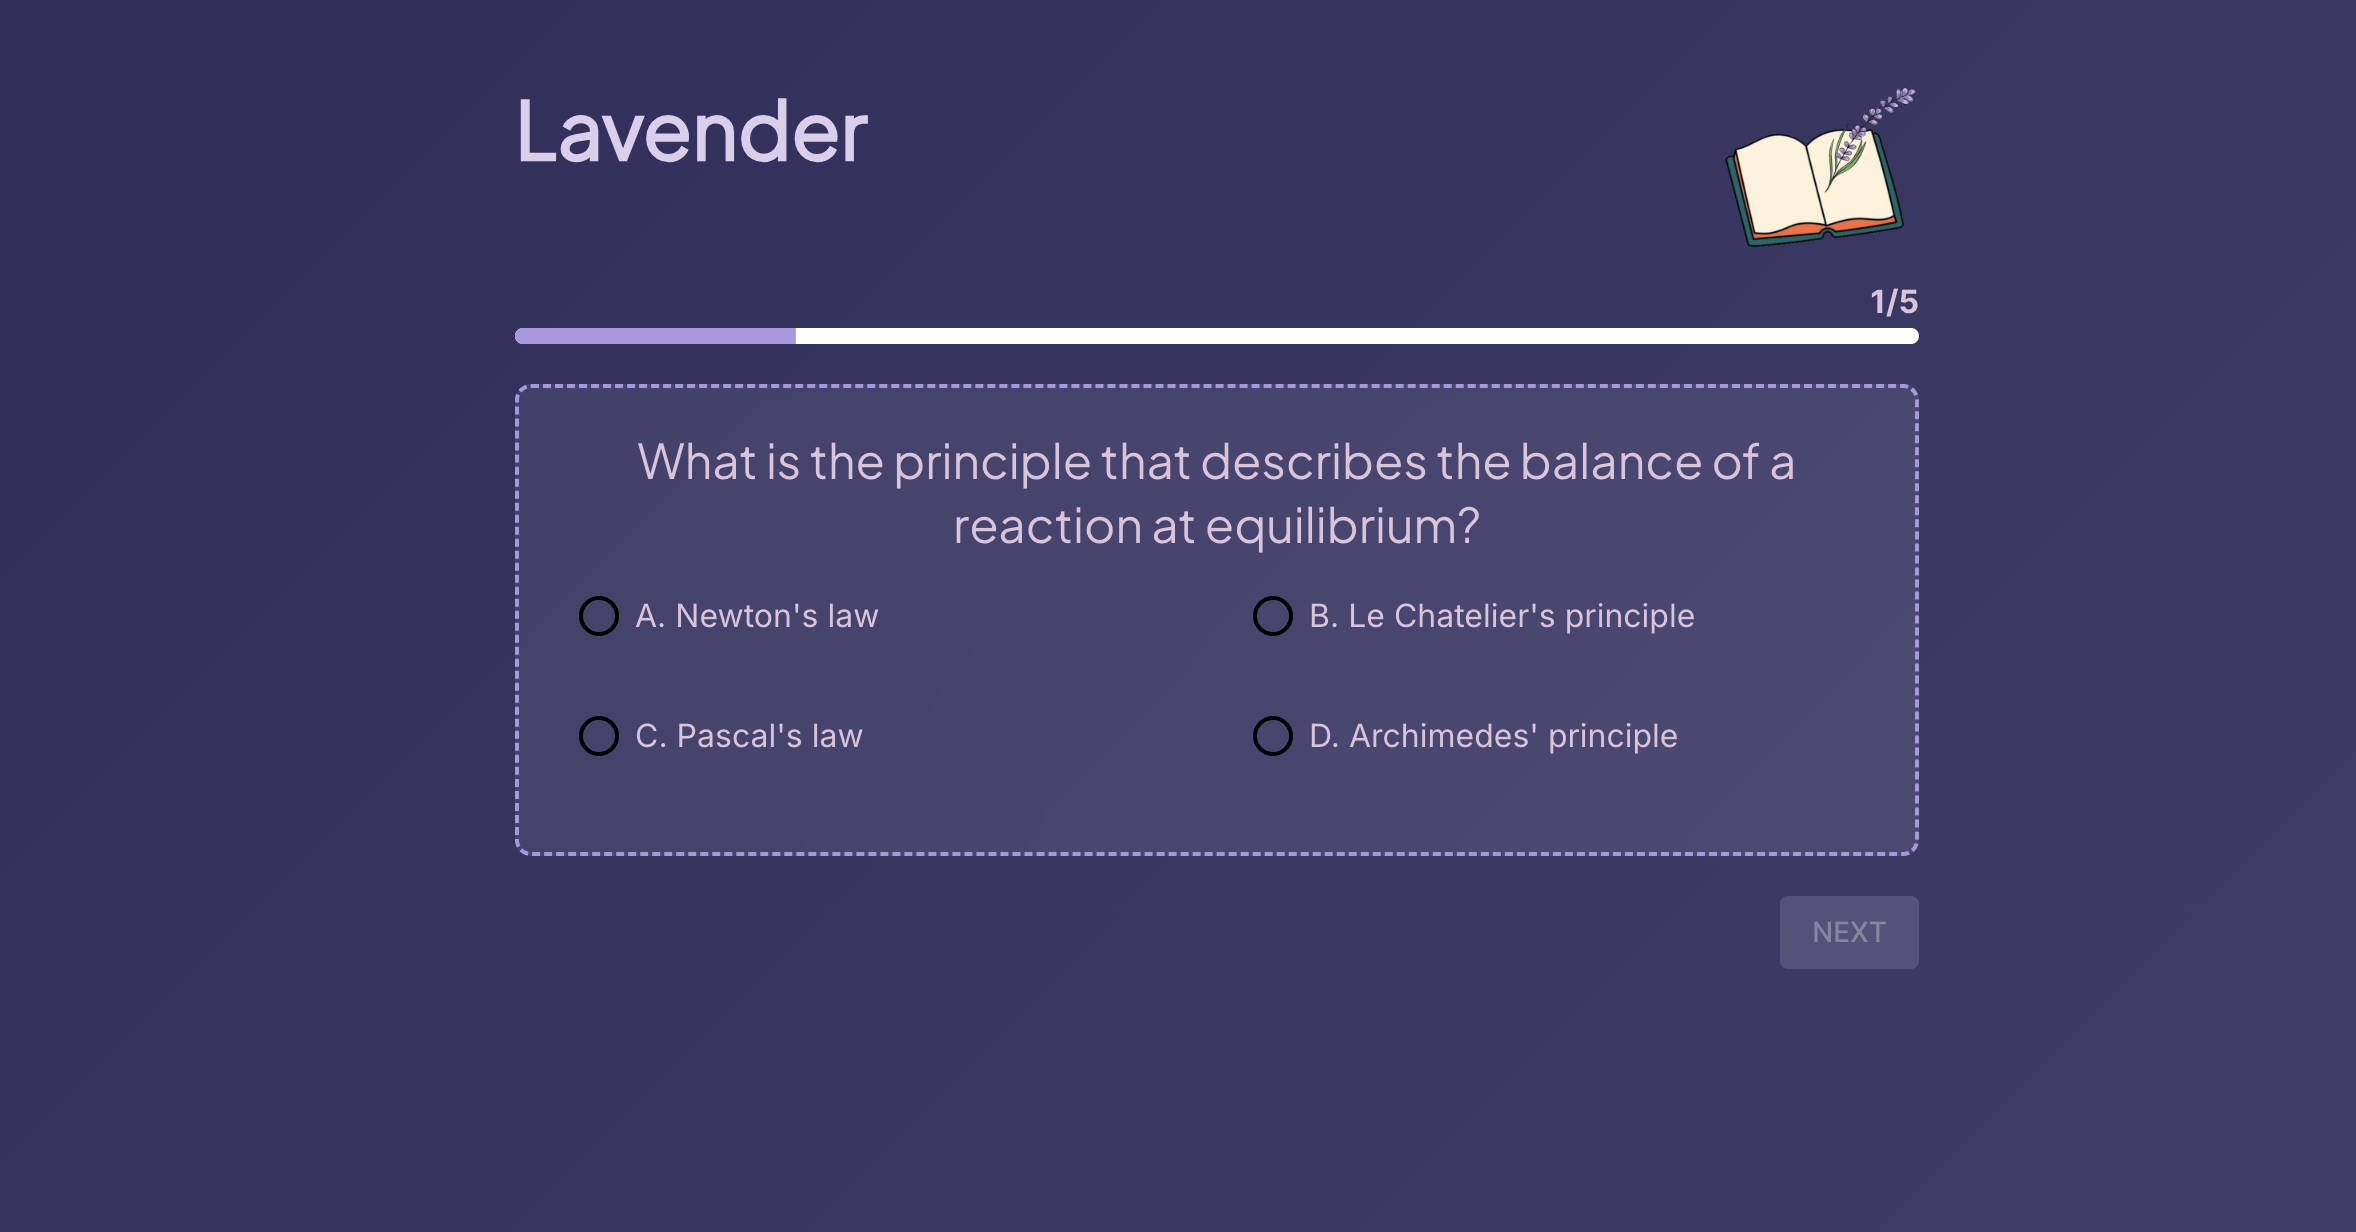 Lavender
1/5
What is the principle that describes the balance of a
reaction at equilibrium?
A. Newton's law
B. Le Chatelier's principle
C. Pascal's law
D. Archimedes' principle
NEXT